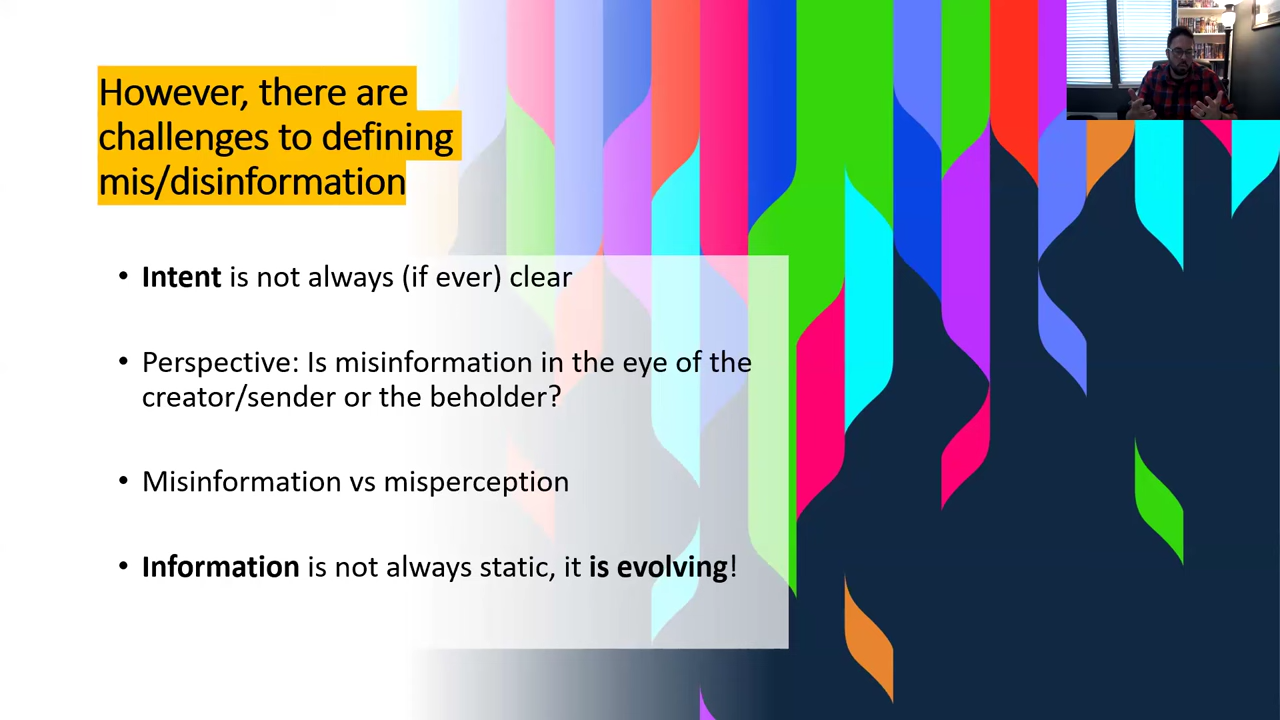 However, there are
challenges to defining
mis/disinformation
• Intent is not always (if ever) clear
• Perspective: Is misinformation in the eye of the
creator/sender or the beholder?
• Misinformation vs misperception
• Information is not always static, it is evolving!